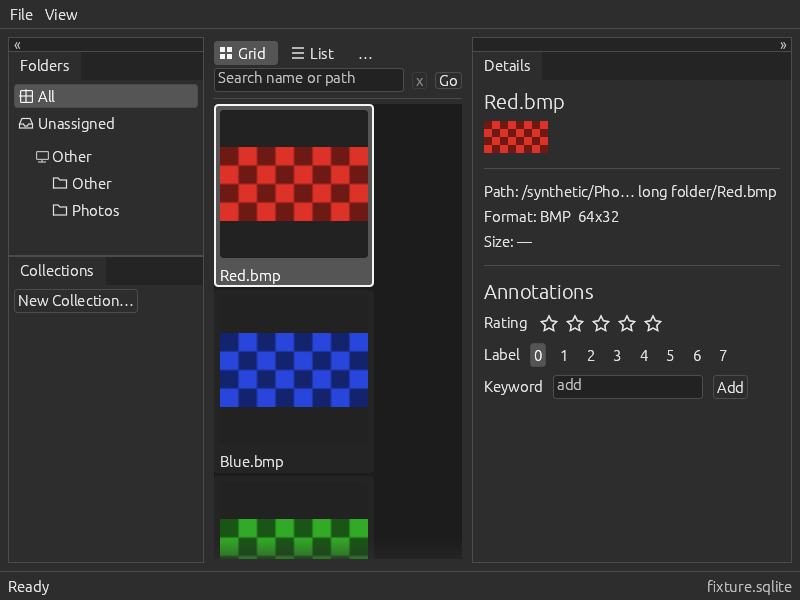 File View
«
Folders
All
Unassigned
Other
Other
Photos
Collections
New Collection...
Grid List ...
Search name or path x Go
Red.bmp
Blue.bmp
»
Details
Red.bmp
Path: /synthetic/Pho... long folder/Red.bmp
Format: BMP 64x32
Size: —
Annotations
Rating
Label 0 1 2 3 4 5 6 7
Keyword add Add
Ready fixture.sqlite